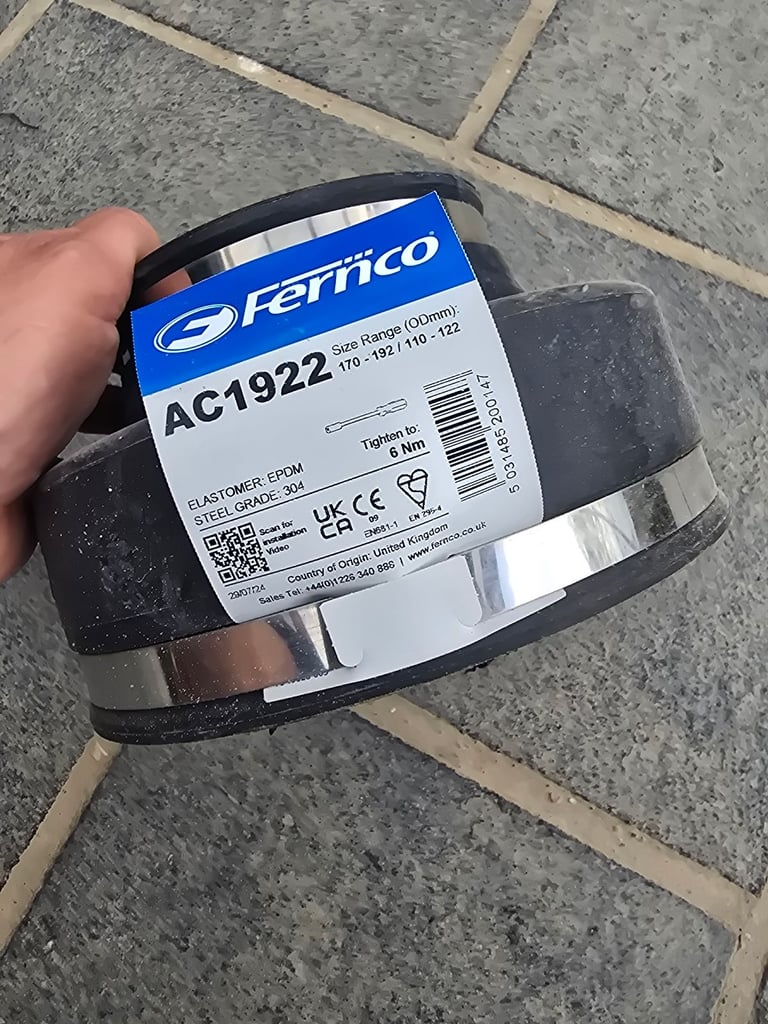 Fernco
AC1922
Size Range (ODmm):
170 - 192 / 110 - 122
Tighten to:
6 Nm
ELASTOMER: EPDM
STEEL GRADE: 304
5 031485 200147
Scan for
Installation
Video
UK
CA
CE
09
EN681-1
EN 295-4
29/07/24
Country of Origin: United Kingdom
Sales Tel: +44(0)1226 340 886 | www.fernco.co.uk